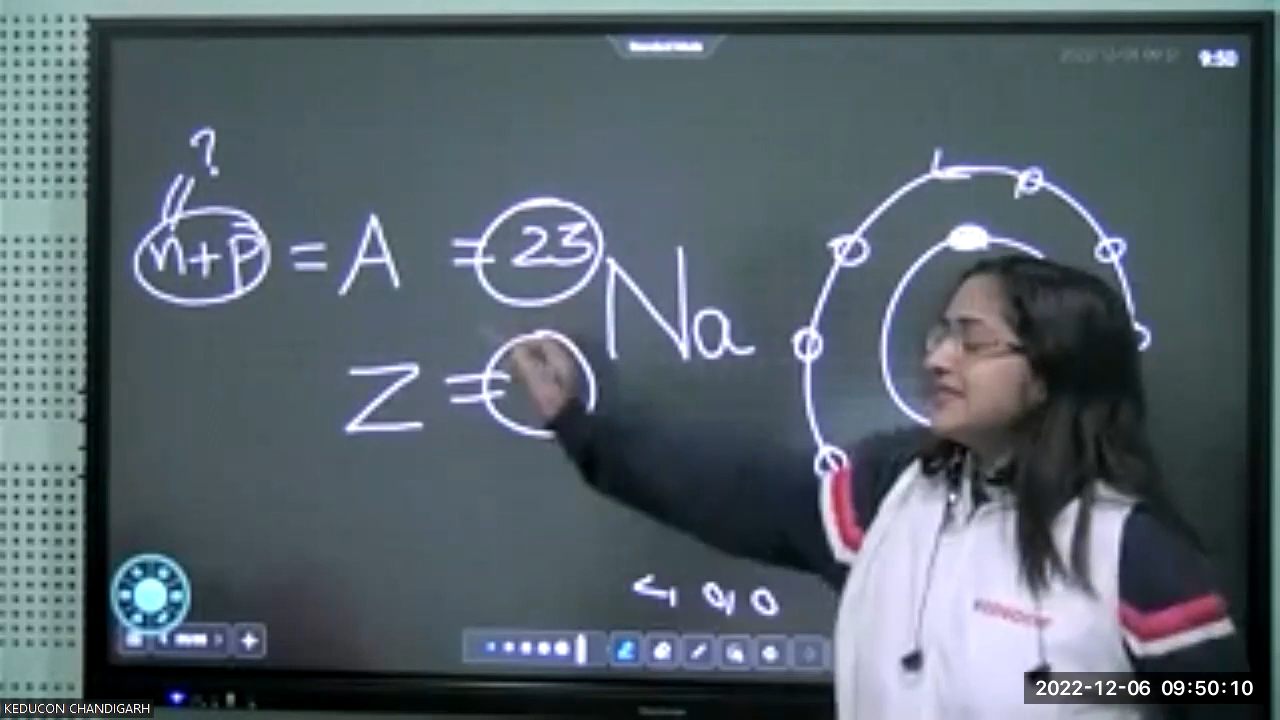 ?
n+p = A = 23
Na
Z =
9:50
2022-12-06 09:50:10
KEDUCON CHANDIGARH